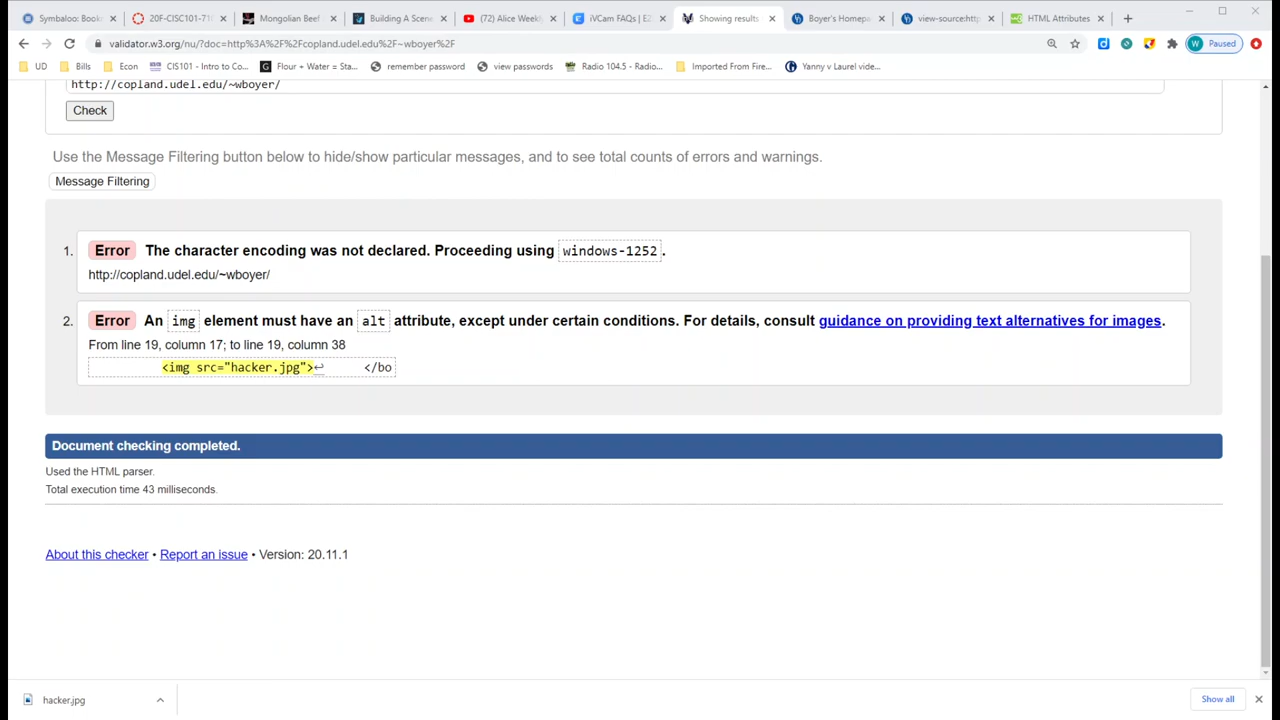 Symbaloo: Book
20F-CISC101-71
Mongolian Beef
Building A Scene
(72) Alice Weekly
iVCam FAQs | E2
Showing results
Boyer's Homepa
view-source:http
HTML Attributes
validator.w3.org/nu/?doc=http%3A%2F%2Fcopland.udel.edu%2F~wboyer%2F
W Paused
UD
Bills
Econ
CIS101 - Intro to Co...
Flour + Water = Sta...
remember password
view passwords
Radio 104.5 - Radio...
Imported From Fire...
Yanny v Laurel vide...
http://copland.udel.edu/~wboyer/
Check
Use the Message Filtering button below to hide/show particular messages, and to see total counts of errors and warnings.
Message Filtering
1. Error The character encoding was not declared. Proceeding using windows-1252.
http://copland.udel.edu/~wboyer/
2. Error An img element must have an alt attribute, except under certain conditions. For details, consult guidance on providing text alternatives for images.
From line 19, column 17; to line 19, column 38
<img src="hacker.jpg">↩ </bo
Document checking completed.
Used the HTML parser.
Total execution time 43 milliseconds.
About this checker • Report an issue • Version: 20.11.1
hacker.jpg
Show all